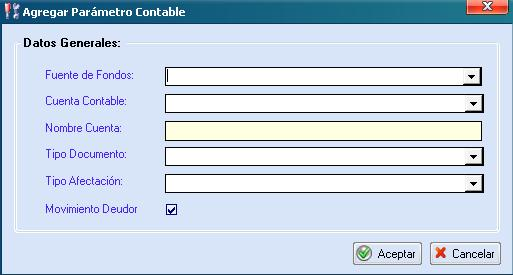 Agregar Parámetro Contable
Datos Generales:
Fuente de Fondos:
Cuenta Contable:
Nombre Cuenta:
Tipo Documento:
Tipo Afectación:
Movimiento Deudor
Aceptar
Cancelar